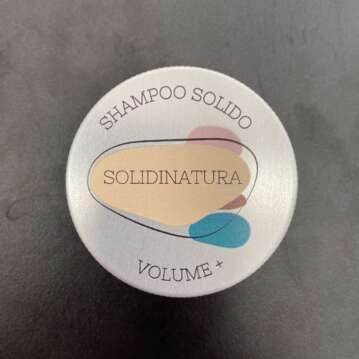 SHAMPOO SOLIDO
SOLIDINATURA
VOLUME +